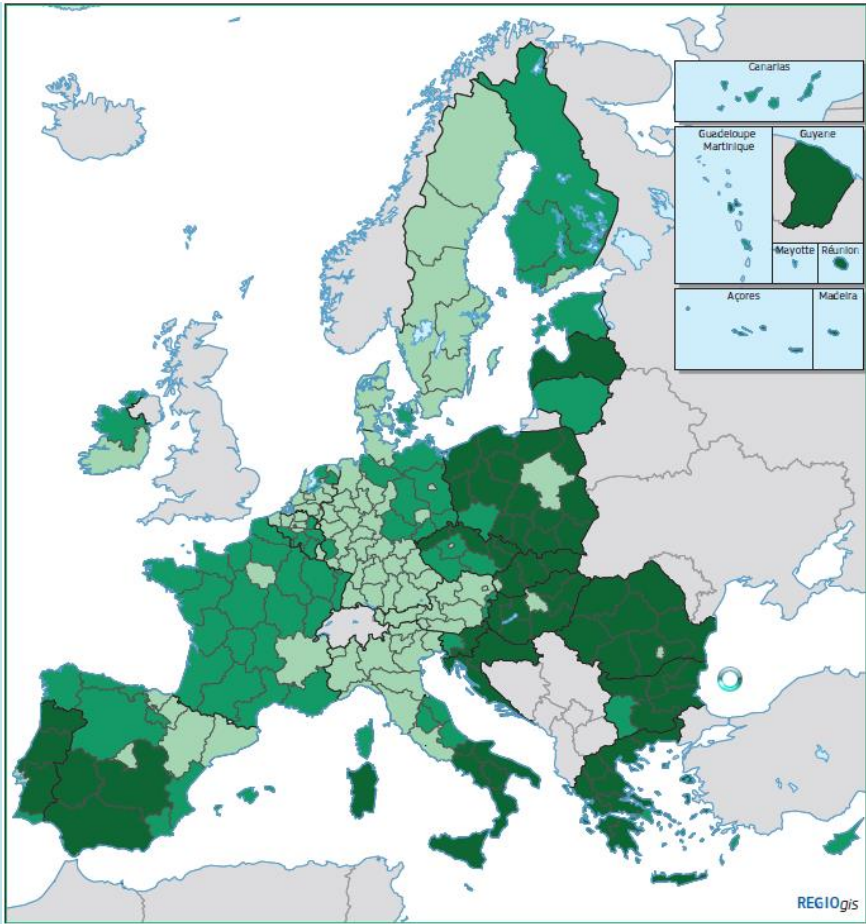 Canarias
Guadeloupe
Martinique
Guyane
Mayotte
Réunion
Açores
Madeira
REGIOgis